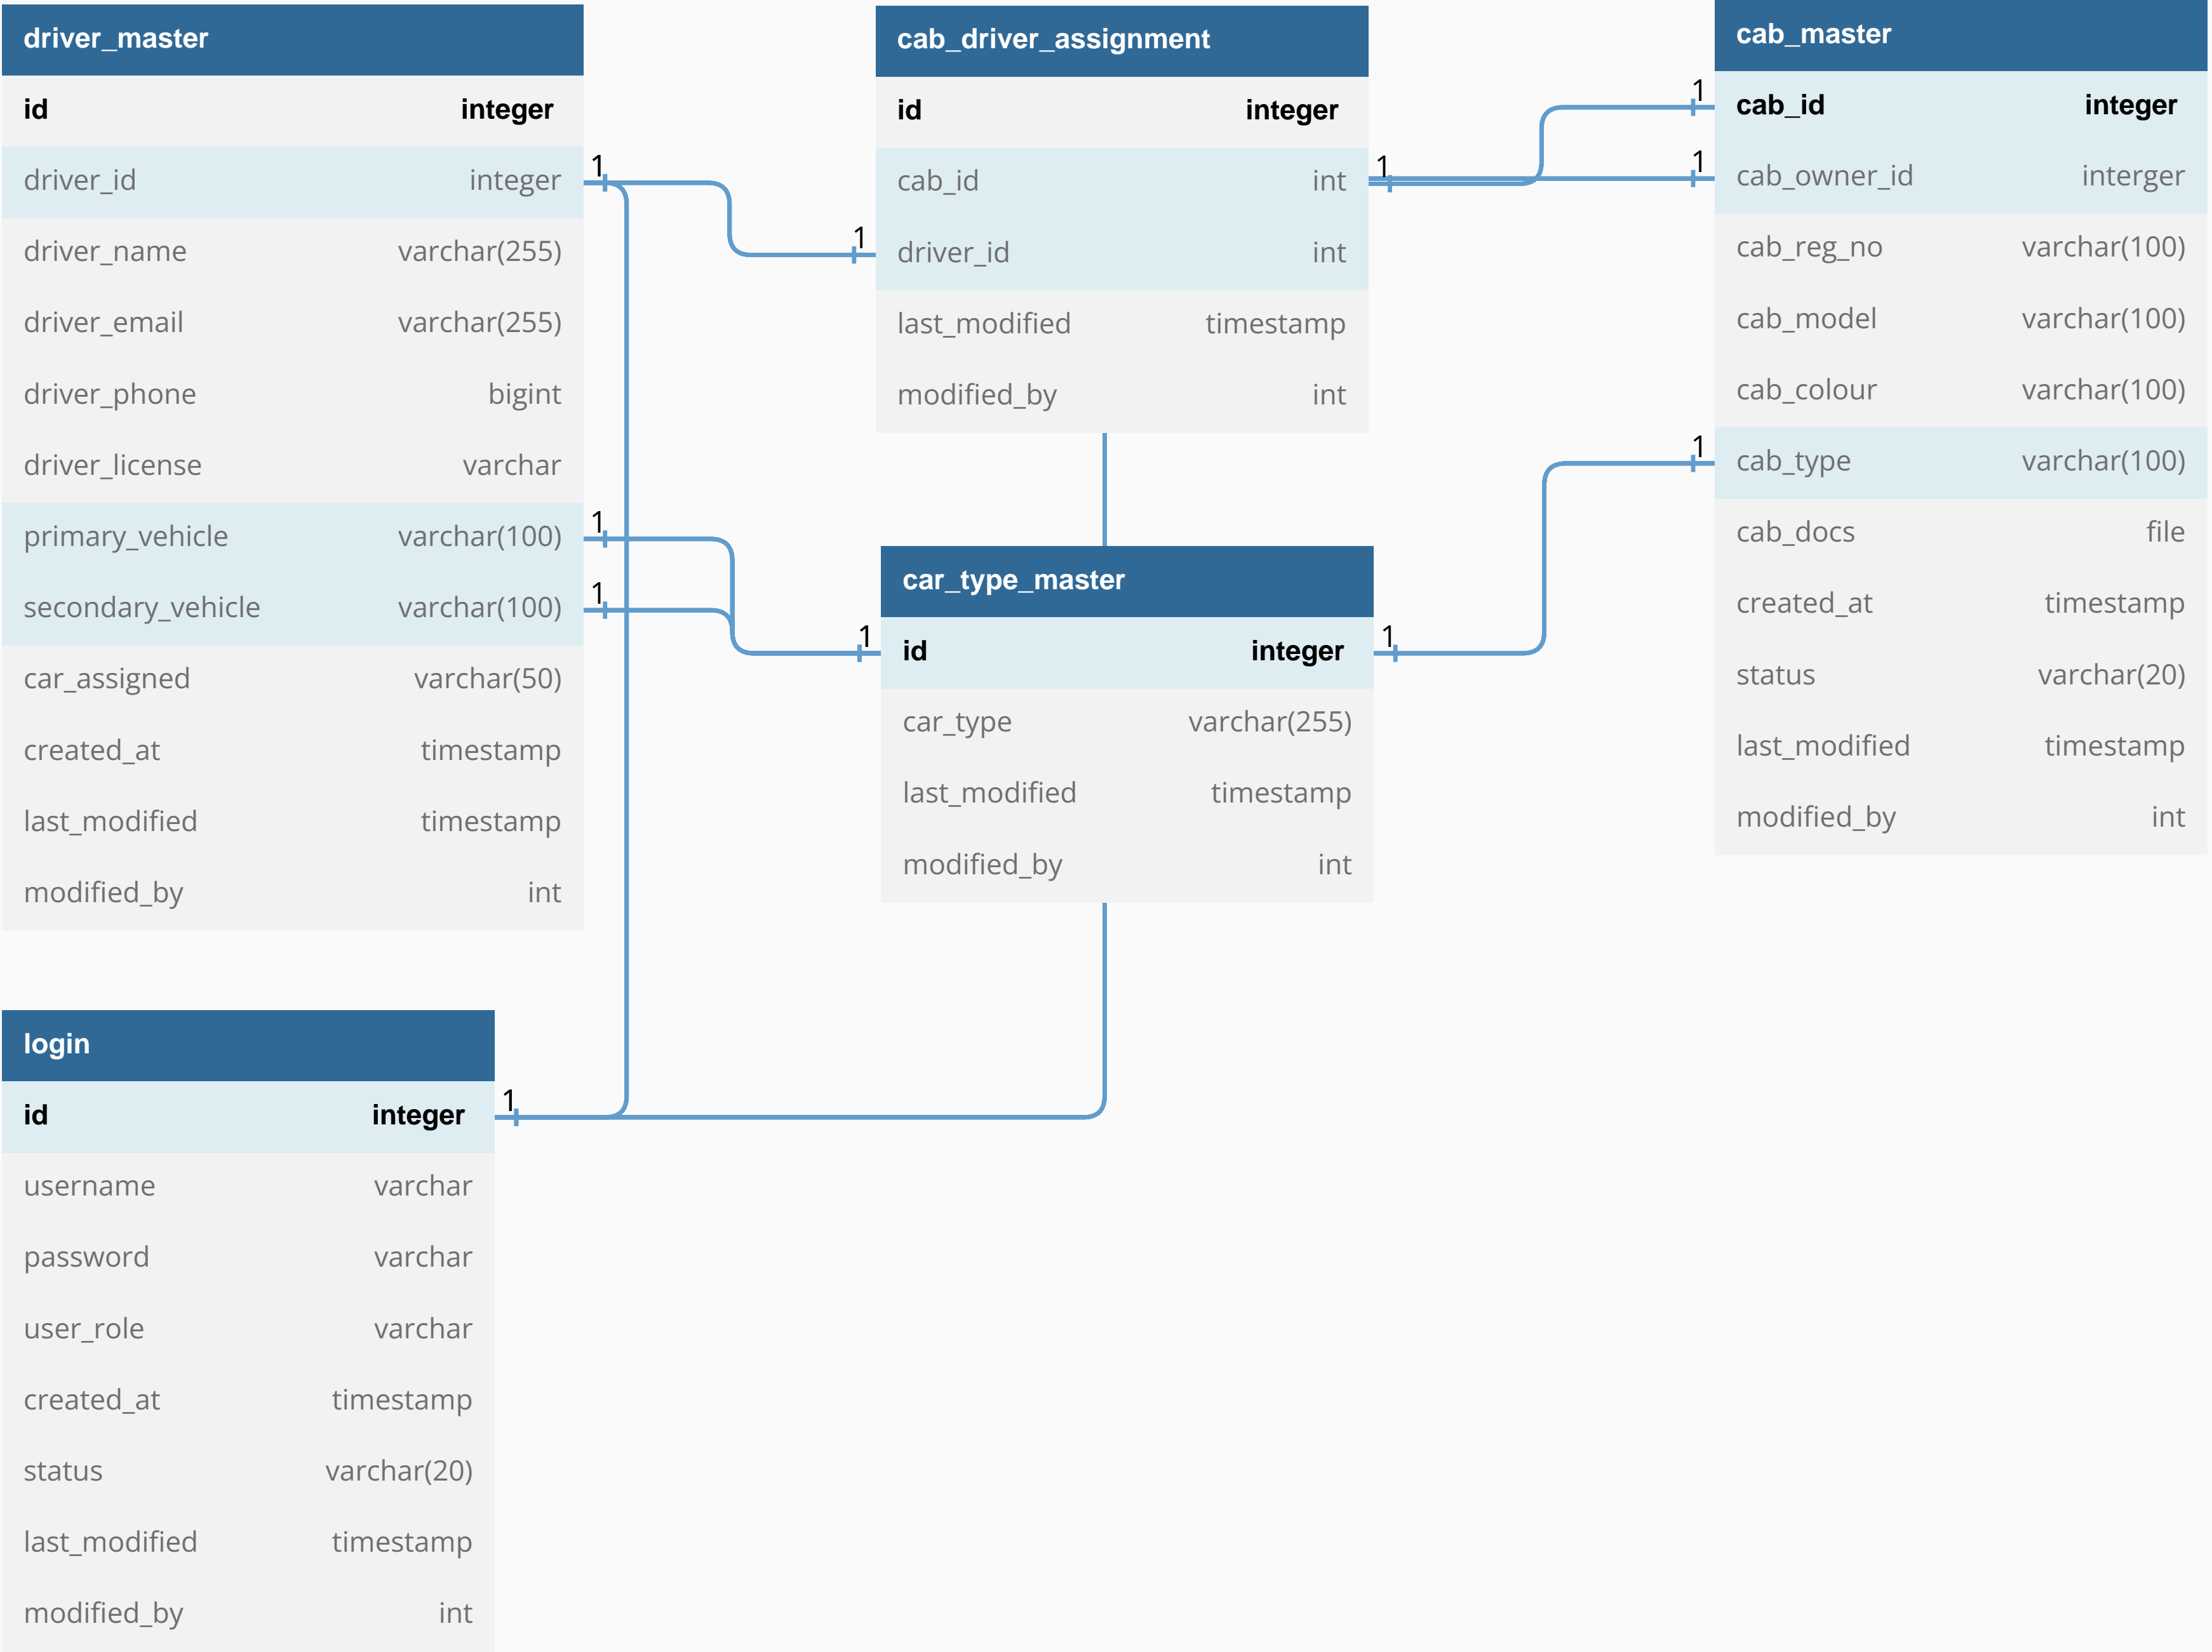 driver_master
id integer
driver_id integer
driver_name varchar(255)
driver_email varchar(255)
driver_phone bigint
driver_license varchar
primary_vehicle varchar(100)
secondary_vehicle varchar(100)
car_assigned varchar(50)
created_at timestamp
last_modified timestamp
modified_by int
1
1
1
cab_driver_assignment
id integer
cab_id int
driver_id int
last_modified timestamp
modified_by int
1
1
car_type_master
id integer
car_type varchar(255)
last_modified timestamp
modified_by int
1
1
cab_master
cab_id integer
cab_owner_id interger
cab_reg_no varchar(100)
cab_model varchar(100)
cab_colour varchar(100)
cab_type varchar(100)
cab_docs file
created_at timestamp
status varchar(20)
last_modified timestamp
modified_by int
1
1
1
login
id integer
username varchar
password varchar
user_role varchar
created_at timestamp
status varchar(20)
last_modified timestamp
modified_by int
1